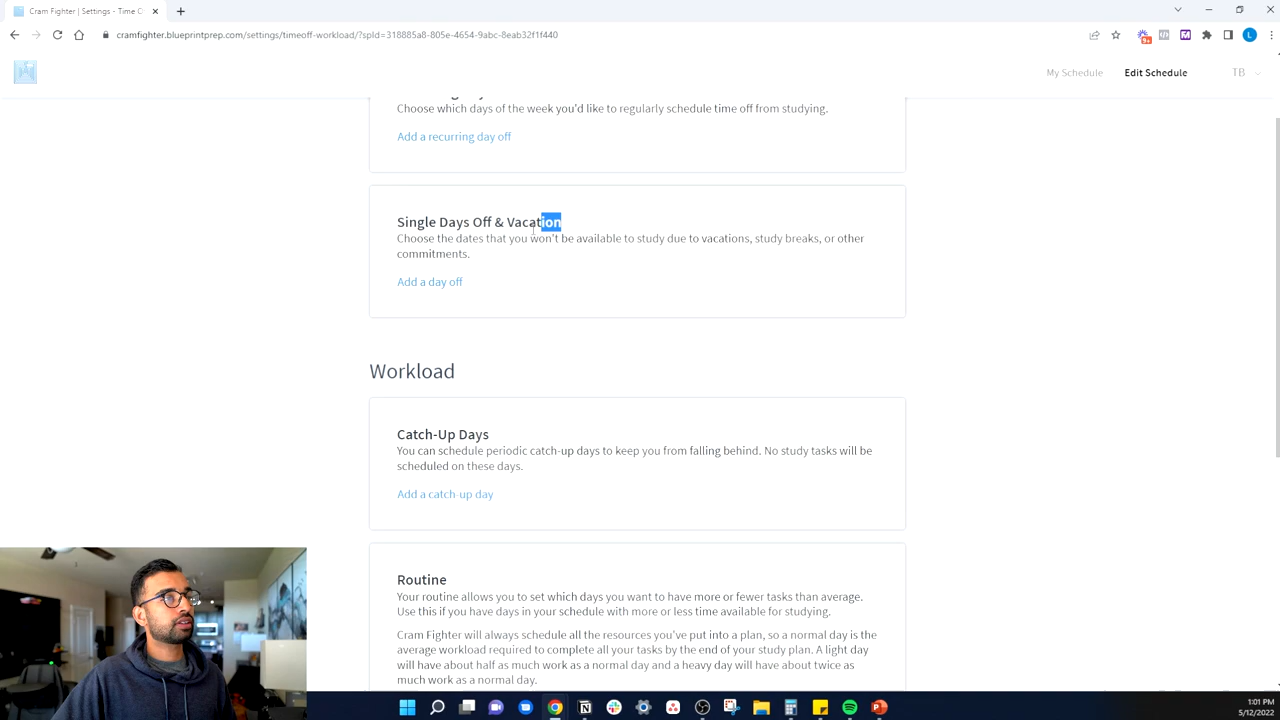 Cram Fighter | Settings - Time O
cramfighter.blueprintprep.com/settings/timeoff-workload/?spId=318885a8-805e-4654-9abc-8eab32f1f440
9+
L
My Schedule
Edit Schedule
TB
Choose which days of the week you'd like to regularly schedule time off from studying.
Add a recurring day off
Single Days Off & Vacation
Choose the dates that you won't be available to study due to vacations, study breaks, or other
commitments.
Add a day off
Workload
Catch-Up Days
You can schedule periodic catch-up days to keep you from falling behind. No study tasks will be
scheduled on these days.
Add a catch-up day
Routine
Your routine allows you to set which days you want to have more or fewer tasks than average.
Use this if you have days in your schedule with more or less time available for studying.
Cram Fighter will always schedule all the resources you've put into a plan, so a normal day is the
average workload required to complete all your tasks by the end of your study plan. A light day
will have about half as much work as a normal day and a heavy day will have about twice as
much work as a normal day.
1:01 PM
5/12/2022